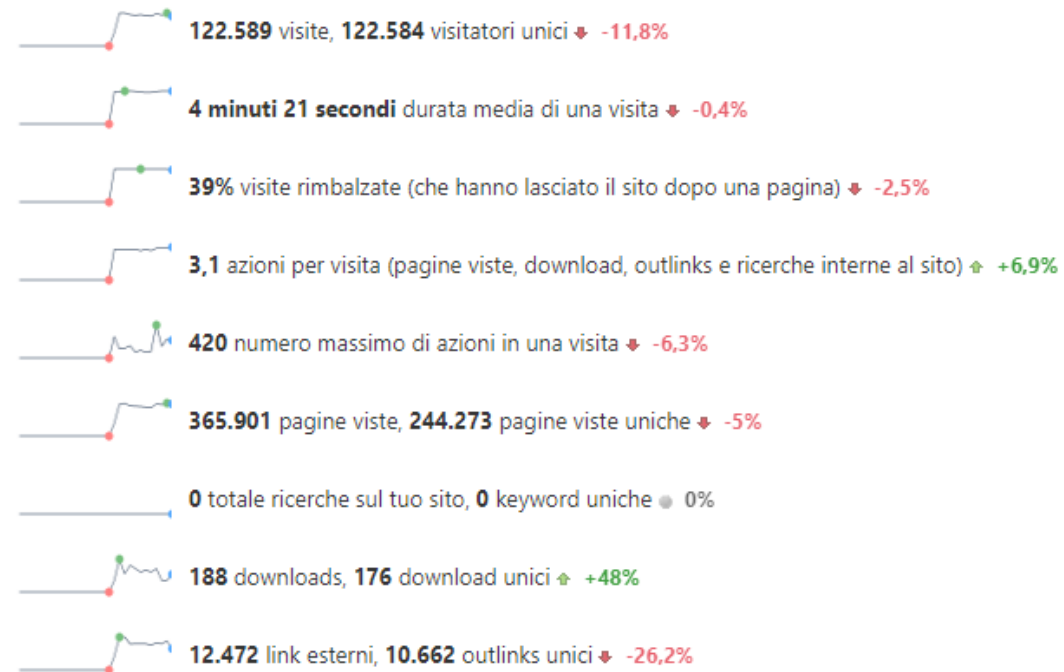 122.589 visite, 122.584 visitatori unici -11,8%
4 minuti 21 secondi durata media di una visita -0,4%
39% visite rimbalzate (che hanno lasciato il sito dopo una pagina) -2,5%
3,1 azioni per visita (pagine viste, download, outlinks e ricerche interne al sito) +6,9%
420 numero massimo di azioni in una visita -6,3%
365.901 pagine viste, 244.273 pagine viste uniche -5%
0 totale ricerche sul tuo sito, 0 keyword uniche 0%
188 downloads, 176 download unici +48%
12.472 link esterni, 10.662 outlinks unici -26,2%